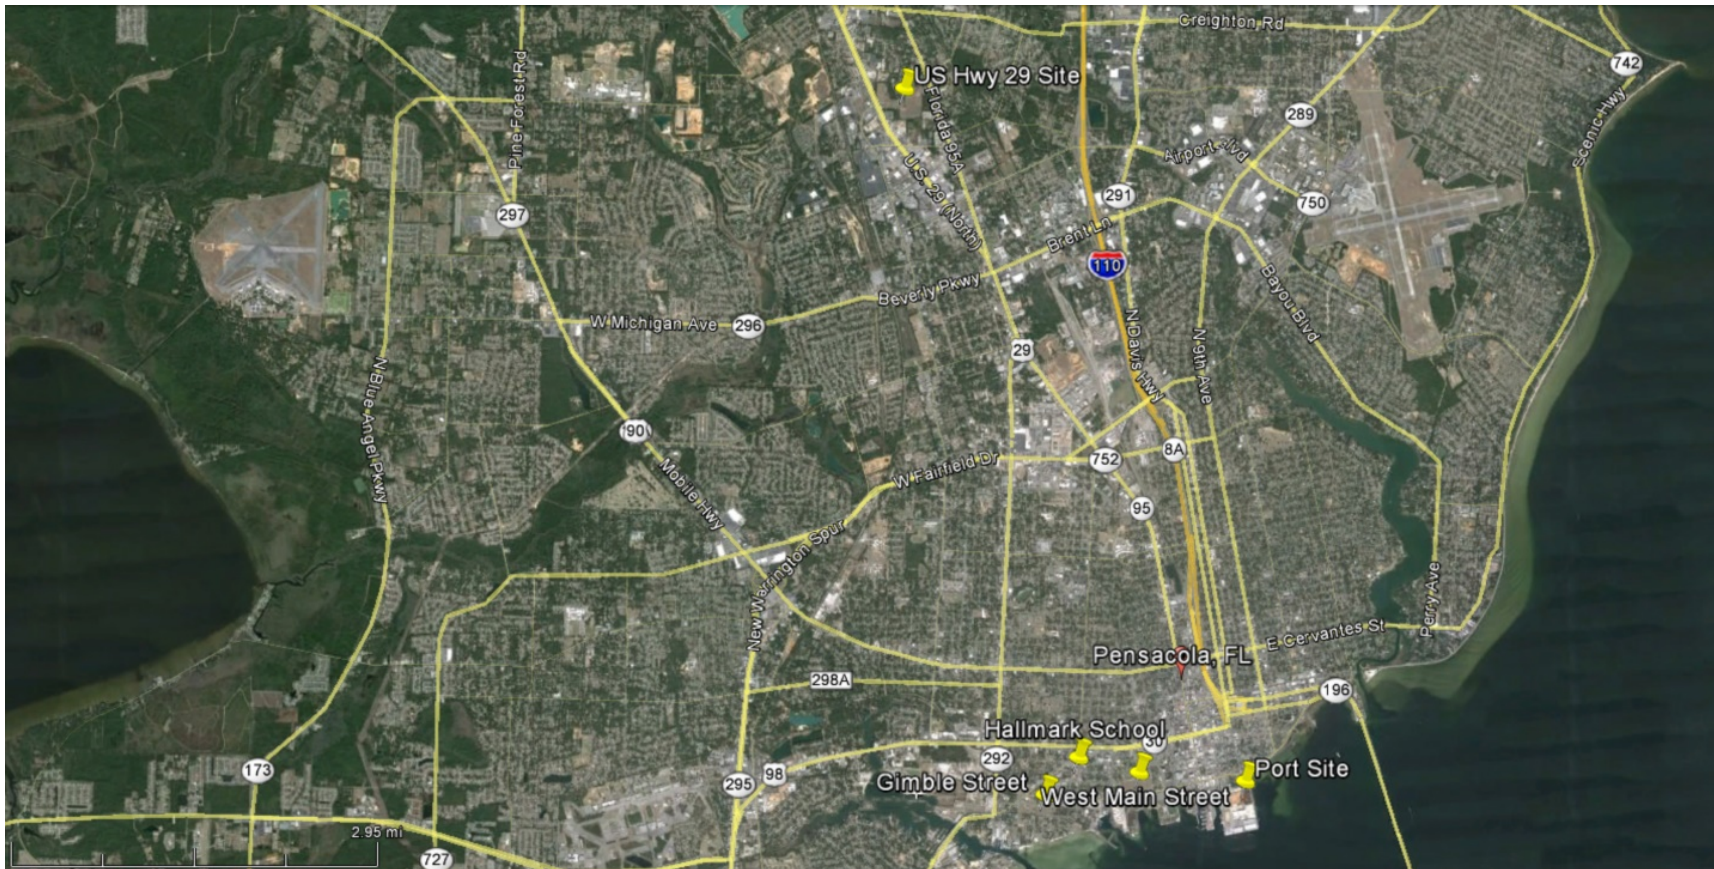 Creighton Rd
742
US Hwy 29 Site
Pine Forest Rd
Florida 95A
289
Scenic Hwy
Airport Blvd
U.S. 29 (North)
291
750
297
Brent Ln
110
Beverly Pkwy
Bayou Blvd
W Michigan Ave
296
N Davis Hwy
N 9th Ave
29
N Blue Angel Pkwy
90
8A
752
W Fairfield Dr
Mobile Hwy
95
New Warrington Spur
Perry Ave
E Cervantes St
Pensacola, FL
298A
196
Hallmark School
30
292
173
98
295
Gimble Street
Port Site
West Main Street
2.95 mi
727